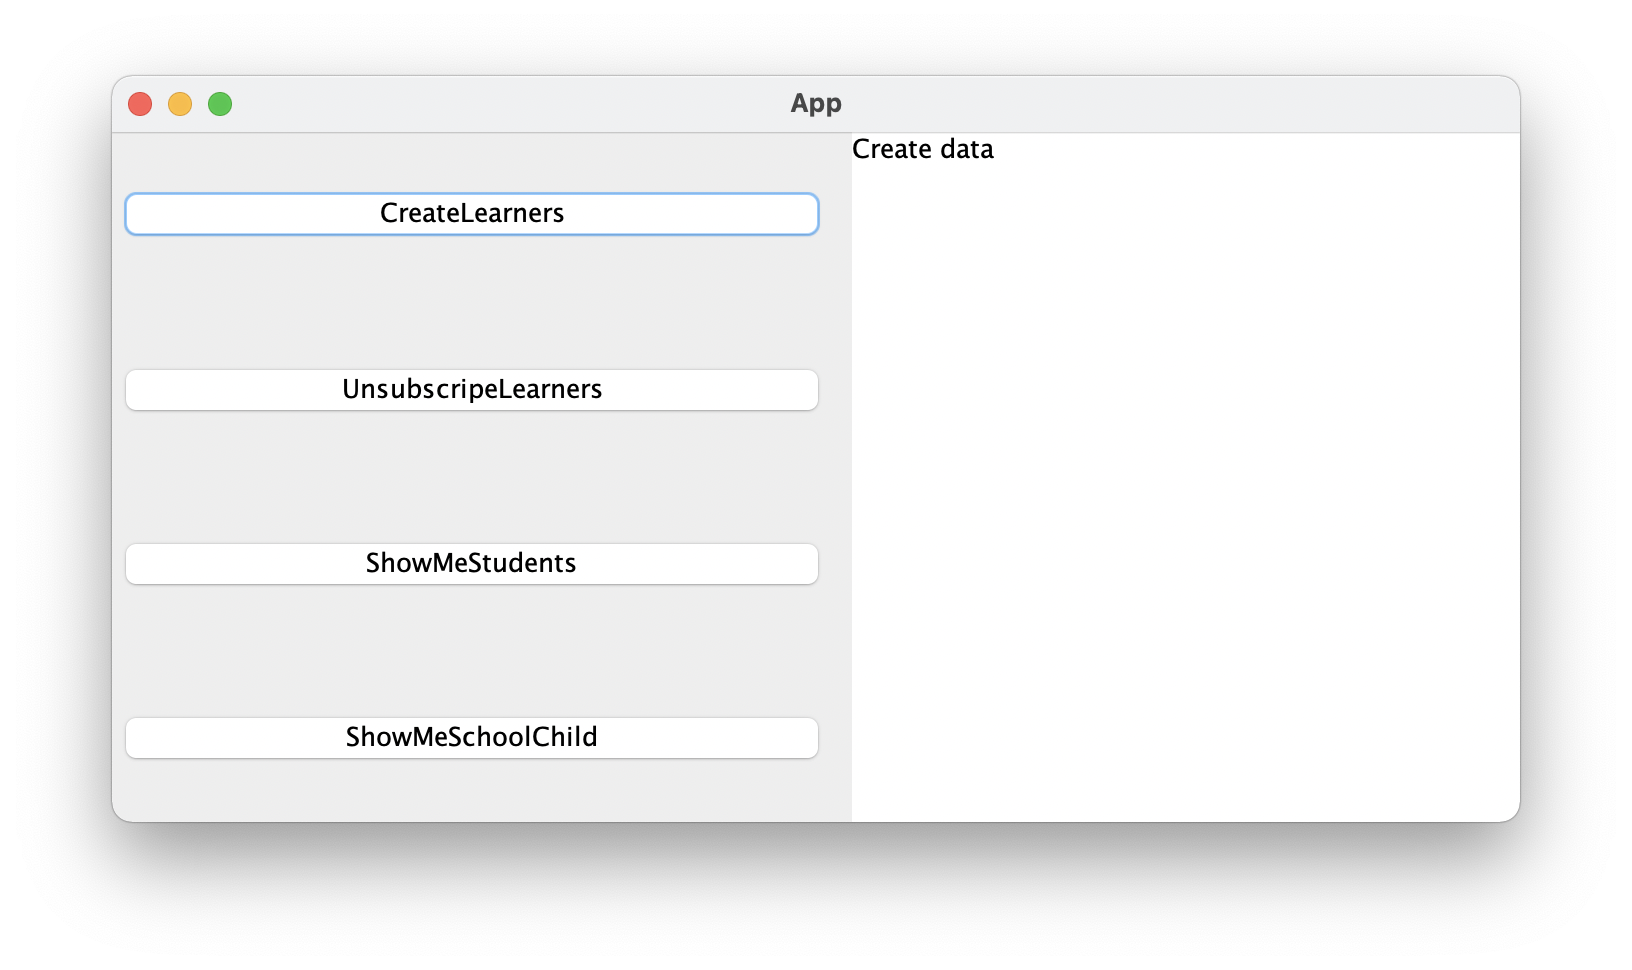 App
Create data
CreateLearners
UnsubscripeLearners
ShowMeStudents
ShowMeSchoolChild